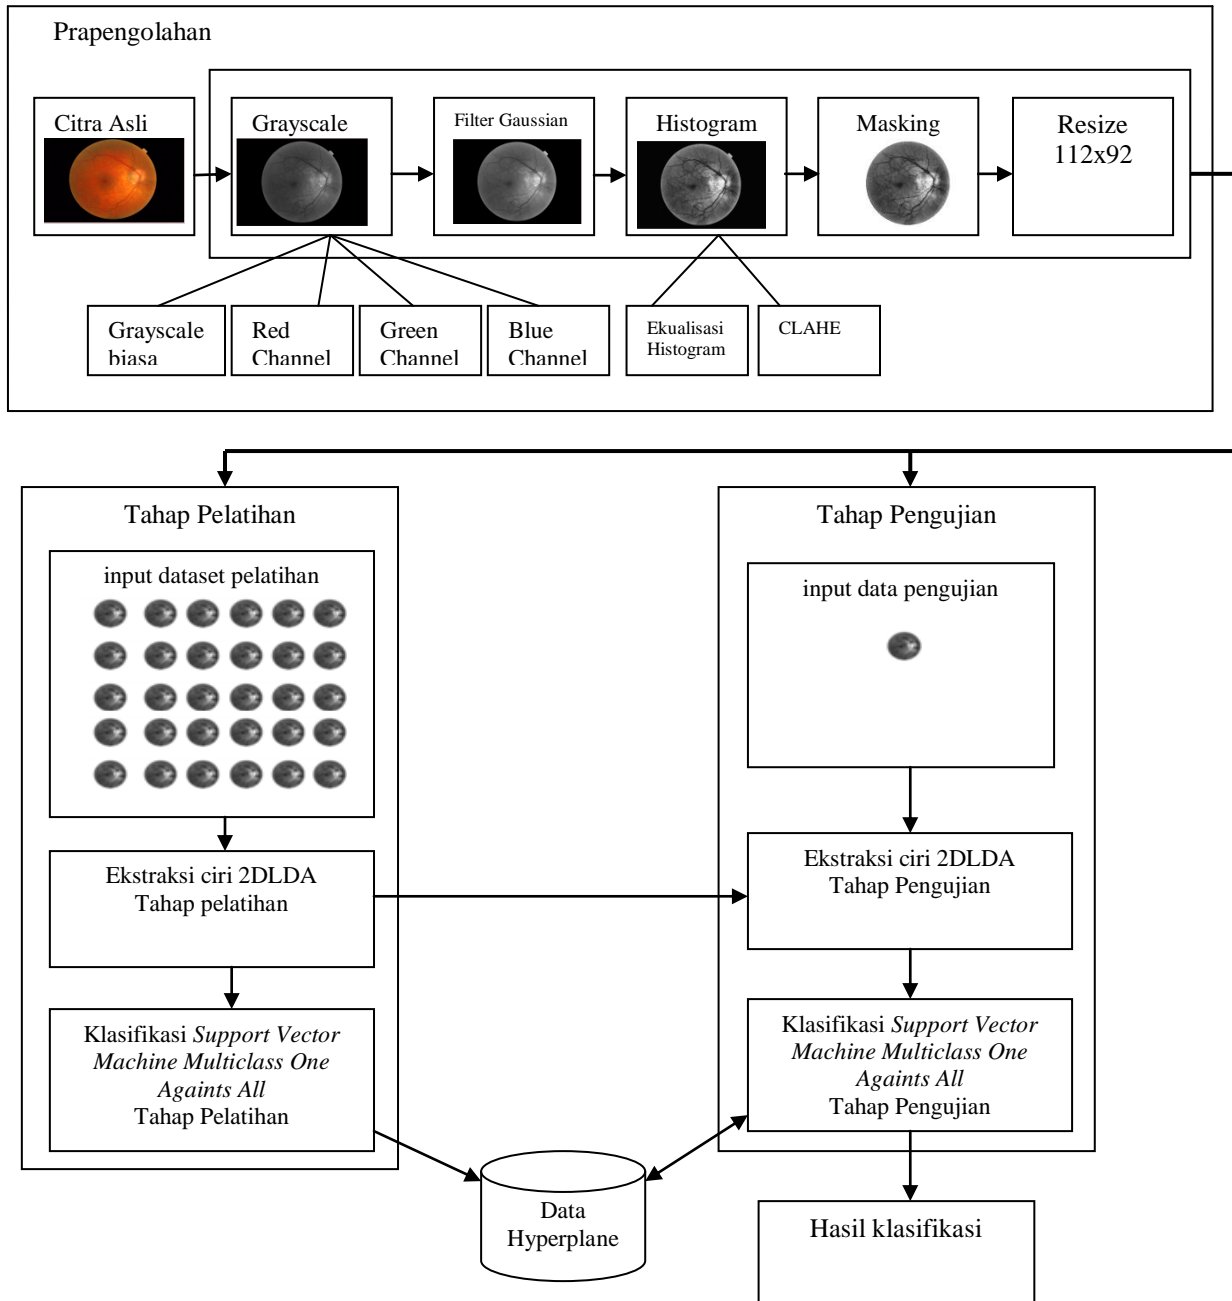 Prapengolahan
Citra Asli
Grayscale
Filter Gaussian
Histogram
Masking
Resize
112x92
Grayscale
biasa
Red
Channel
Green
Channel
Blue
Channel
Ekualisasi
Histogram
CLAHE
Tahap Pelatihan
input dataset pelatihan
Ekstraksi ciri 2DLDA
Tahap pelatihan
Klasifikasi Support Vector
Machine Multiclass One
Againts All
Tahap Pelatihan
Data
Hyperplane
Tahap Pengujian
input data pengujian
Ekstraksi ciri 2DLDA
Tahap Pengujian
Klasifikasi Support Vector
Machine Multiclass One
Againts All
Tahap Pengujian
Hasil klasifikasi